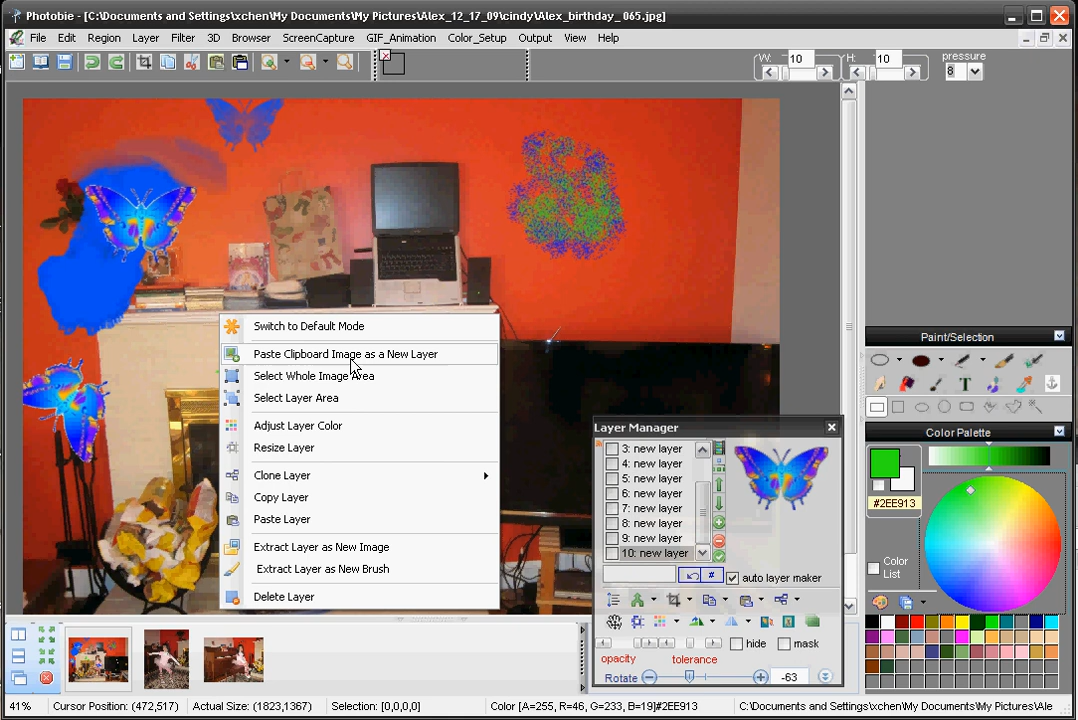 Photobie - [C:\Documents and Settings\xchen\My Documents\My Pictures\Alex_12_17_09\cindy\Alex_birthday_ 065.jpg]
File Edit Region Layer Filter 3D Browser ScreenCapture GIF_Animation Color_Setup Output View Help
W: 10 H: 10 pressure
8
Switch to Default Mode
Paste Clipboard Image as a New Layer
Select Whole Image Area
Select Layer Area
Adjust Layer Color
Resize Layer
Clone Layer
Copy Layer
Paste Layer
Extract Layer as New Image
Extract Layer as New Brush
Delete Layer
Paint/Selection
T
Color Palette
#2EE913
Color
List
Layer Manager
3: new layer
4: new layer
5: new layer
6: new layer
7: new layer
8: new layer
9: new layer
10: new layer
# auto layer maker
hide mask
opacity tolerance
Rotate -63
41% Cursor Position: (472,517) Actual Size: (1823,1367) Selection: [0,0,0,0] Color [A=255, R=46, G=233, B=19]#2EE913 C:\Documents and Settings\xchen\My Documents\My Pictures\Ale